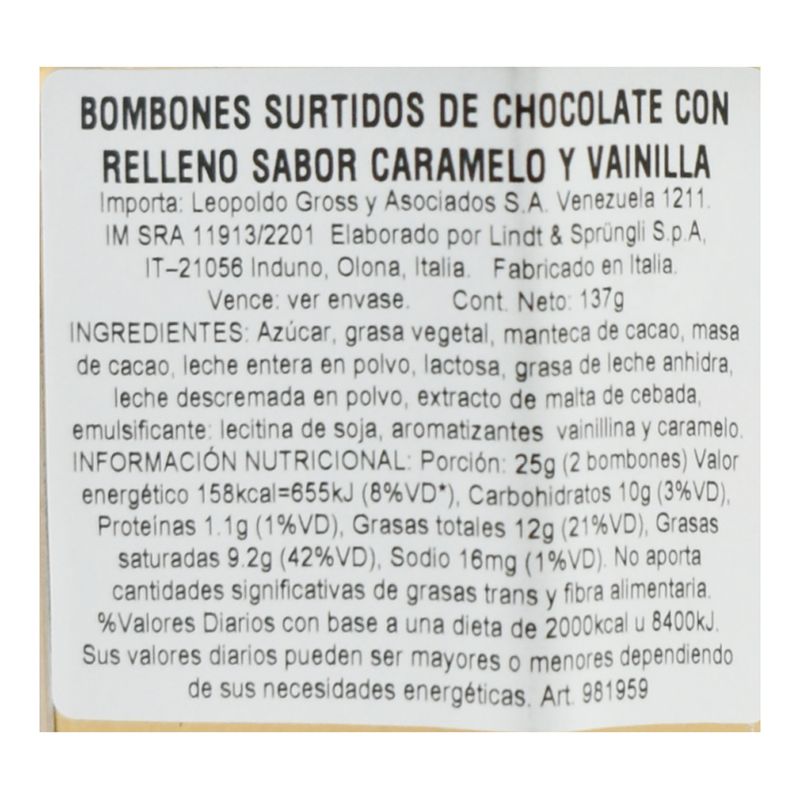 BOMBONES SURTIDOS DE CHOCOLATE CON
RELLENO SABOR CARAMELO Y VAINILLA
Importa: Leopoldo Gross y Asociados S.A. Venezuela 1211.
IM SRA 11913/2201 Elaborado por Lindt & Sprüngli S.p.A,
IT-21056 Induno, Olona, Italia. Fabricado en Italia.
Vence: ver envase. Cont. Neto: 137g
INGREDIENTES: Azúcar, grasa vegetal, manteca de cacao, masa
de cacao, leche entera en polvo, lactosa, grasa de leche anhidra,
leche descremada en polvo, extracto de malta de cebada,
emulsificante: lecitina de soja, aromatizantes vainillina y caramelo.
INFORMACIÓN NUTRICIONAL: Porción: 25g (2 bombones) Valor
energético 158kcal=655kJ (8%VD*), Carbohidratos 10g (3%VD),
Proteínas 1.1g (1%VD), Grasas totales 12g (21%VD), Grasas
saturadas 9.2g (42%VD), Sodio 16mg (1%VD). No aporta
cantidades significativas de grasas trans y fibra alimentaria.
%Valores Diarios con base a una dieta de 2000kcal u 8400kJ.
Sus valores diarios pueden ser mayores o menores dependiendo
de sus necesidades energéticas. Art. 981959